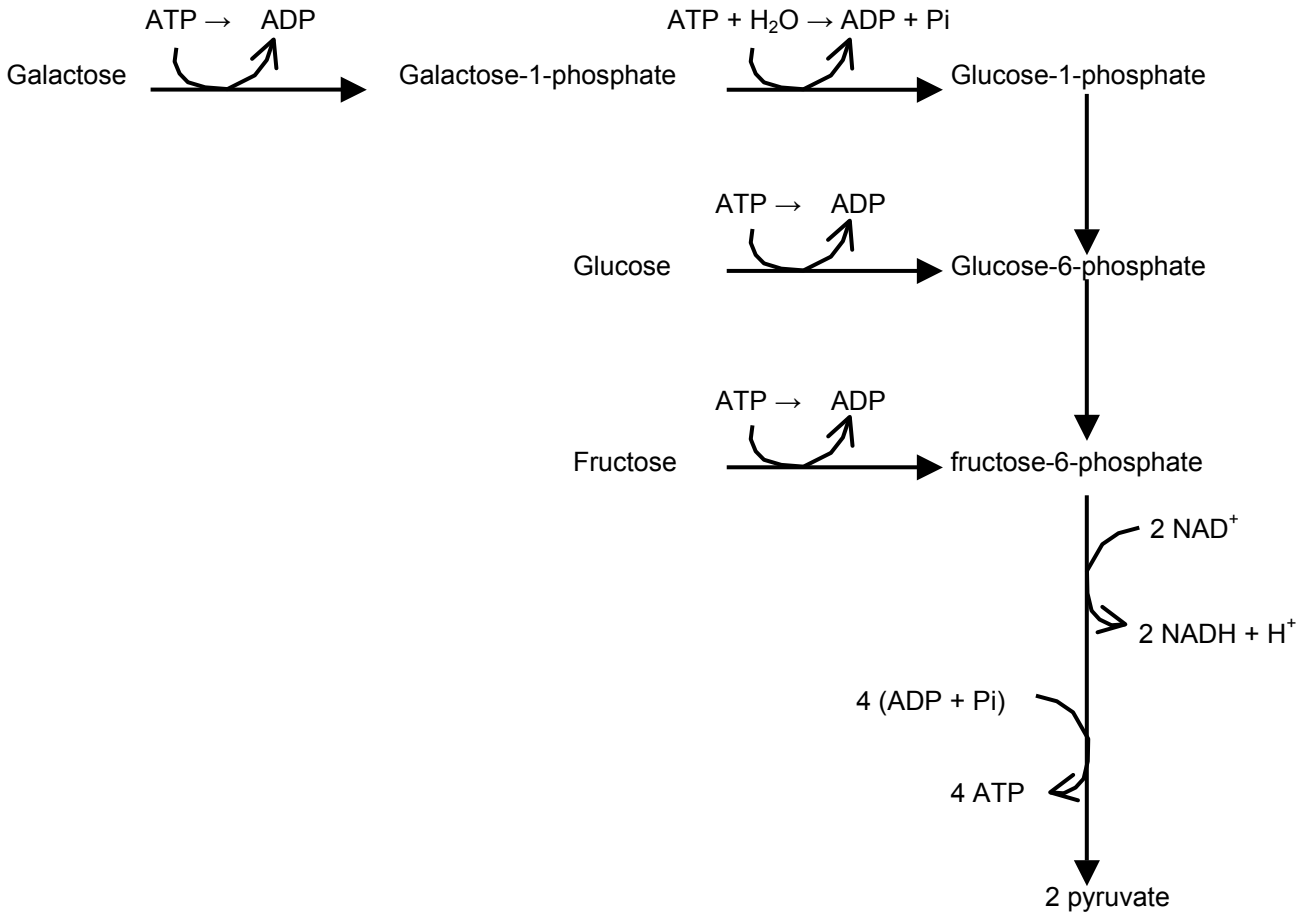 ATP → ADP
ATP + H₂O → ADP + Pi
Galactose
Galactose-1-phosphate
Glucose-1-phosphate
ATP → ADP
Glucose
Glucose-6-phosphate
ATP → ADP
Fructose
fructose-6-phosphate
2 NAD⁺
2 NADH + H⁺
4 (ADP + Pi)
4 ATP
2 pyruvate